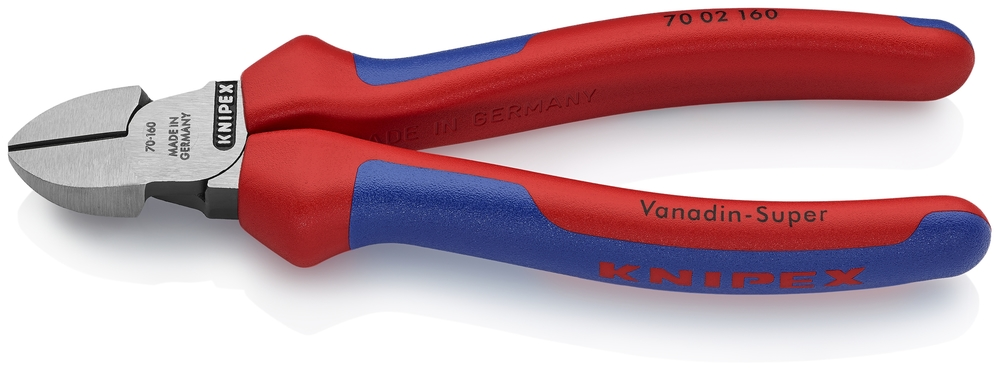 70 02 160
MADE IN GERMANY
KNIPEX
70-160
MADE IN
GERMANY
Vanadin-Super
KNIPEX